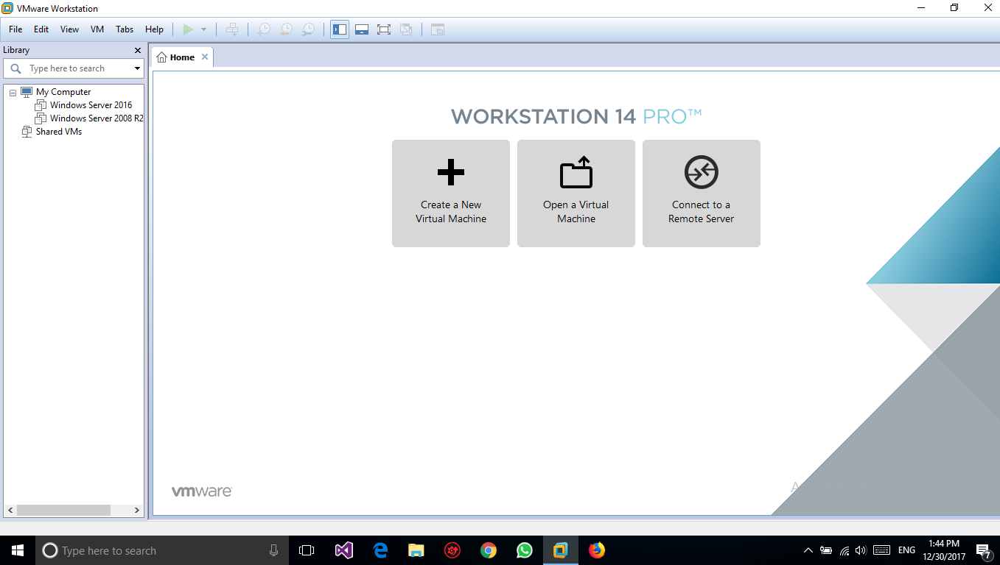 VMware Workstation
File Edit View VM Tabs Help
Library
Type here to search
Home
My Computer
Windows Server 2016
Windows Server 2008 R2
Shared VMs
WORKSTATION 14 PRO™
Create a New
Virtual Machine
Open a Virtual
Machine
Connect to a
Remote Server
vmware
A
Type here to search
ENG
1:44 PM
12/30/2017
7